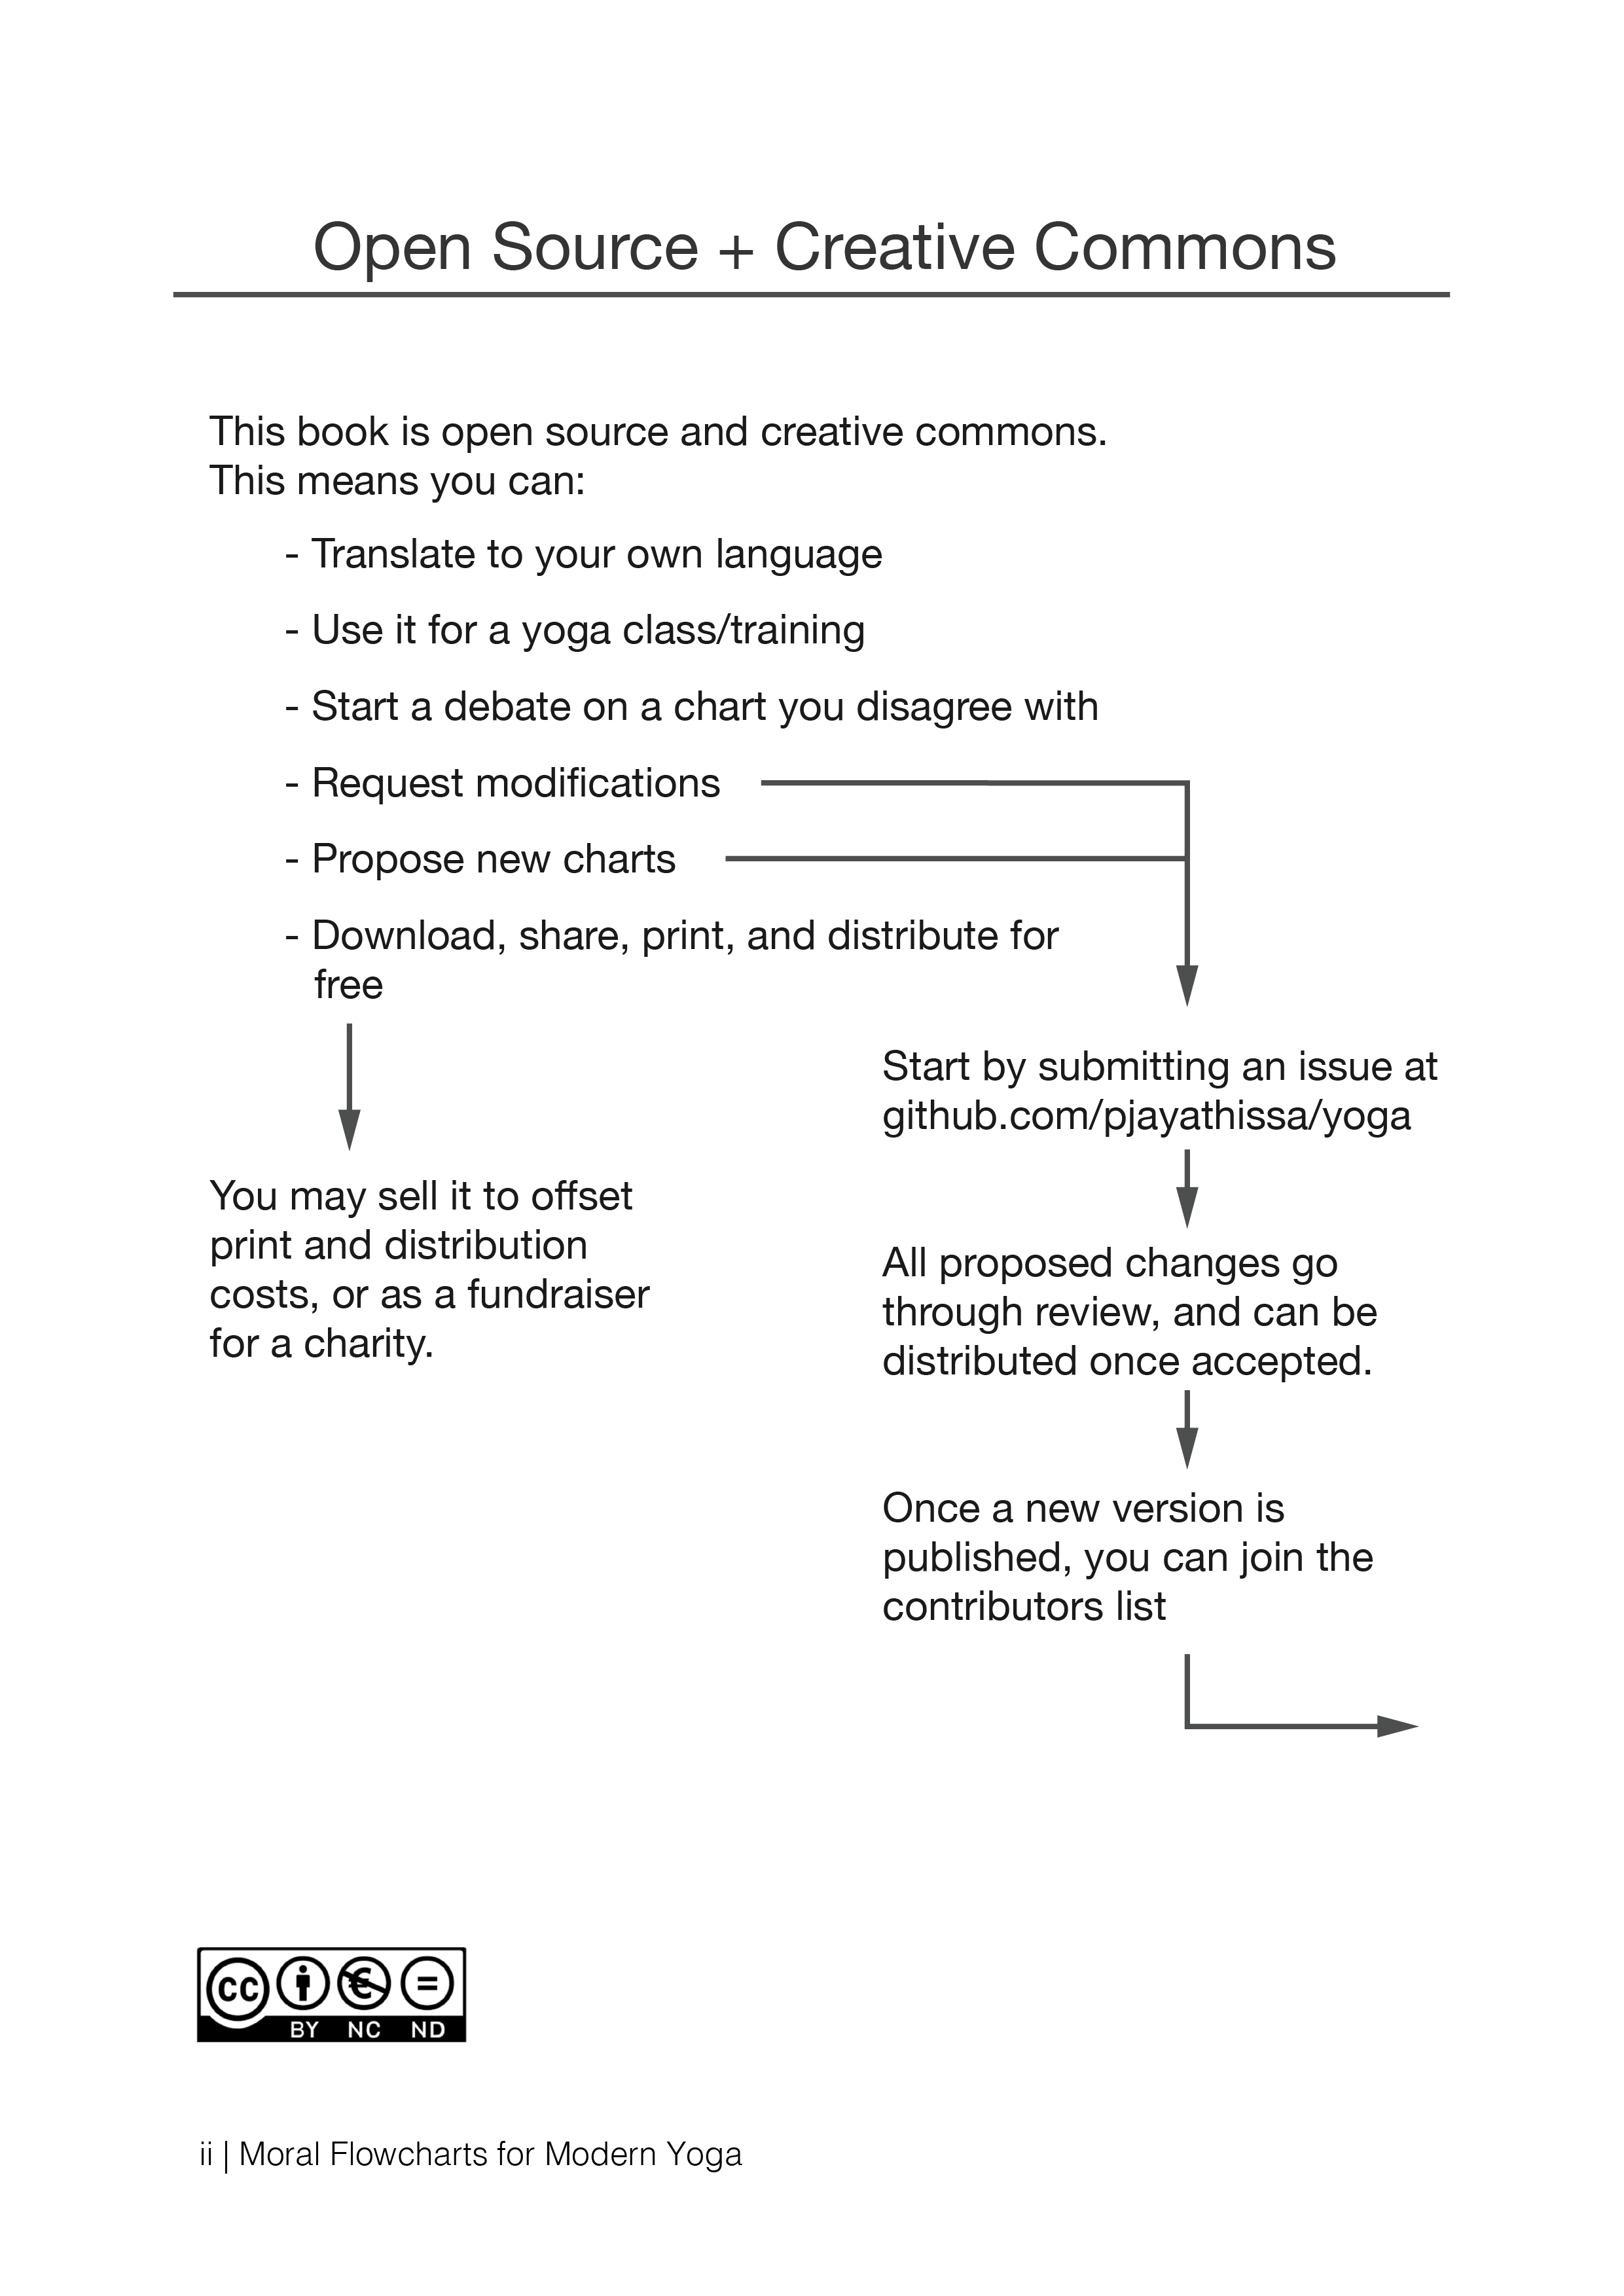 Open Source + Creative Commons
This book is open source and creative commons.
This means you can:
- Translate to your own language
- Use it for a yoga class/training
- Start a debate on a chart you disagree with
- Request modifications
- Propose new charts
- Download, share, print, and distribute for
free
You may sell it to offset
print and distribution
costs, or as a fundraiser
for a charity.
Start by submitting an issue at
github.com/pjayathissa/yoga
All proposed changes go
through review, and can be
distributed once accepted.
Once a new version is
published, you can join the
contributors list
cc € =
BY NC ND
ii | Moral Flowcharts for Modern Yoga